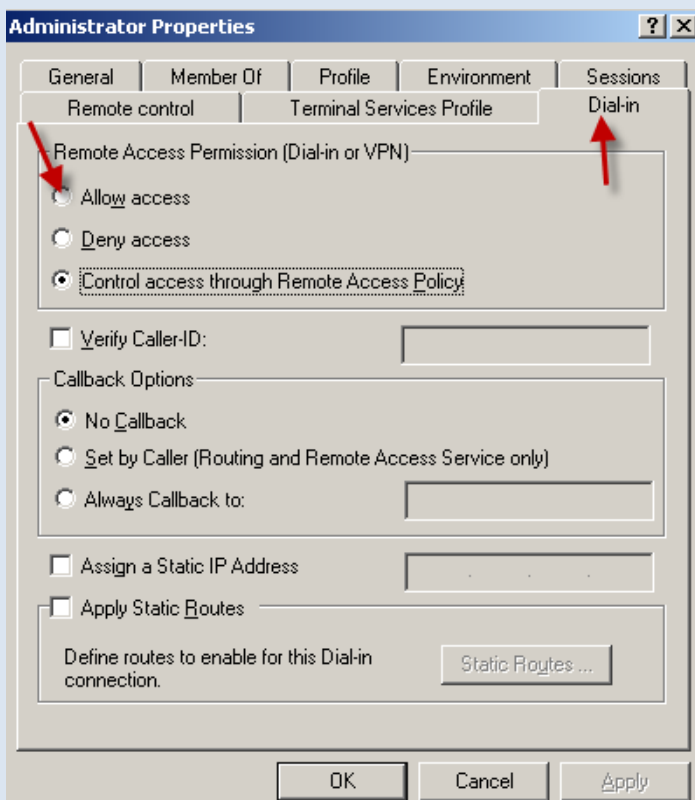 Administrator Properties
General Member Of Profile Environment Sessions
Remote control Terminal Services Profile Dial-in
Remote Access Permission (Dial-in or VPN)
Allow access
Deny access
Control access through Remote Access Policy
Verify Caller-ID:
Callback Options
No Callback
Set by Caller (Routing and Remote Access Service only)
Always Callback to:
Assign a Static IP Address
Apply Static Routes
Define routes to enable for this Dial-in
connection.
Static Routes ...
OK Cancel Apply